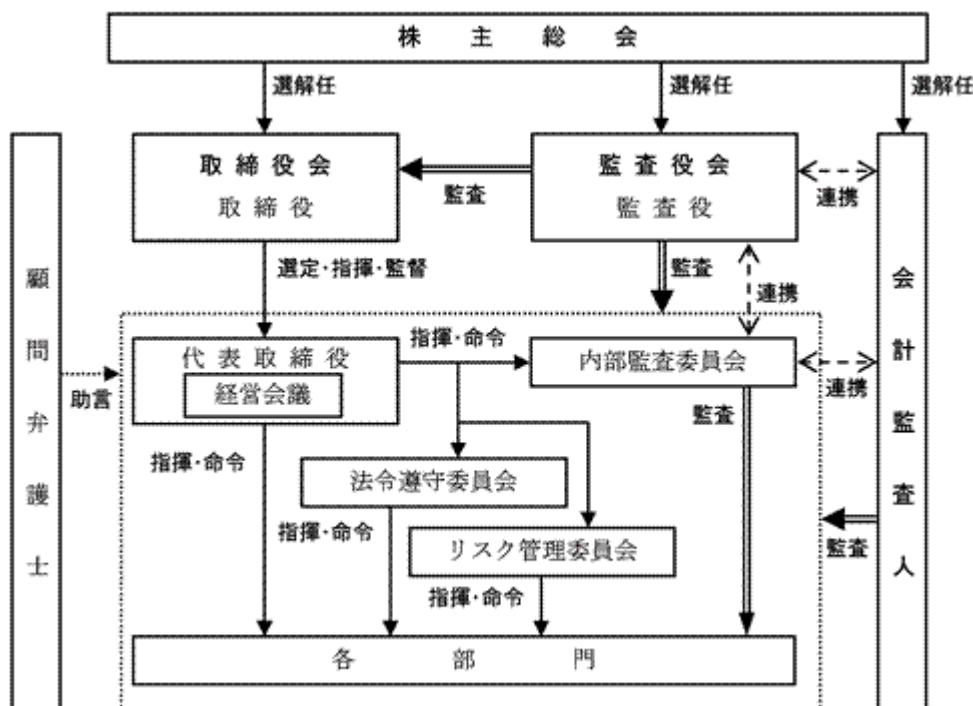 株主総会
選解任
選解任
選解任
取締役会
取締役
監査
監査役会
監査役
連携
選定・指揮・監督
監査
連携
顧問弁護士
会計監査人
助言
代表取締役
経営会議
指揮・命令
内部監査委員会
連携
指揮・命令
監査
法令遵守委員会
指揮・命令
リスク管理委員会
監査
指揮・命令
各部門